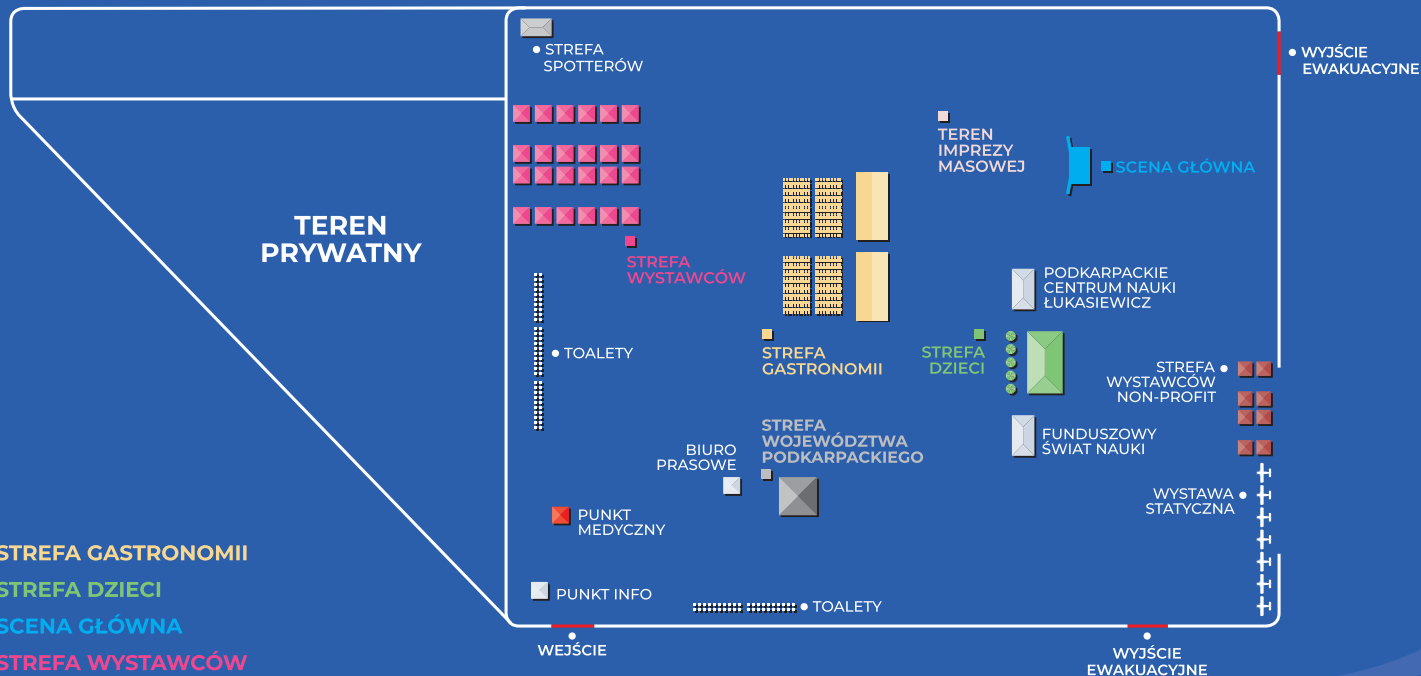 STREFA
SPOTTERÓW
WYJŚCIE
EWAKUACYJNE
TEREN
IMPREZY
MASOWEJ
SCENA GŁÓWNA
TEREN
PRYWATNY
STREFA
WYSTAWCÓW
PODKARPACKIE
CENTRUM NAUKI
ŁUKASIEWICZ
TOALETY
STREFA
GASTRONOMII
STREFA
DZIECI
STREFA
WYSTAWCÓW
NON-PROFIT
STREFA
WOJEWÓDZTWA
PODKARPACKIEGO
FUNDUSZOWY
ŚWIAT NAUKI
BIURO
PRASOWE
WYSTAWA
STATYCZNA
PUNKT
MEDYCZNY
STREFA GASTRONOMII
STREFA DZIECI
SCENA GŁÓWNA
STREFA WYSTAWCÓW
PUNKT INFO
TOALETY
WEJŚCIE
WYJŚCIE
EWAKUACYJNE